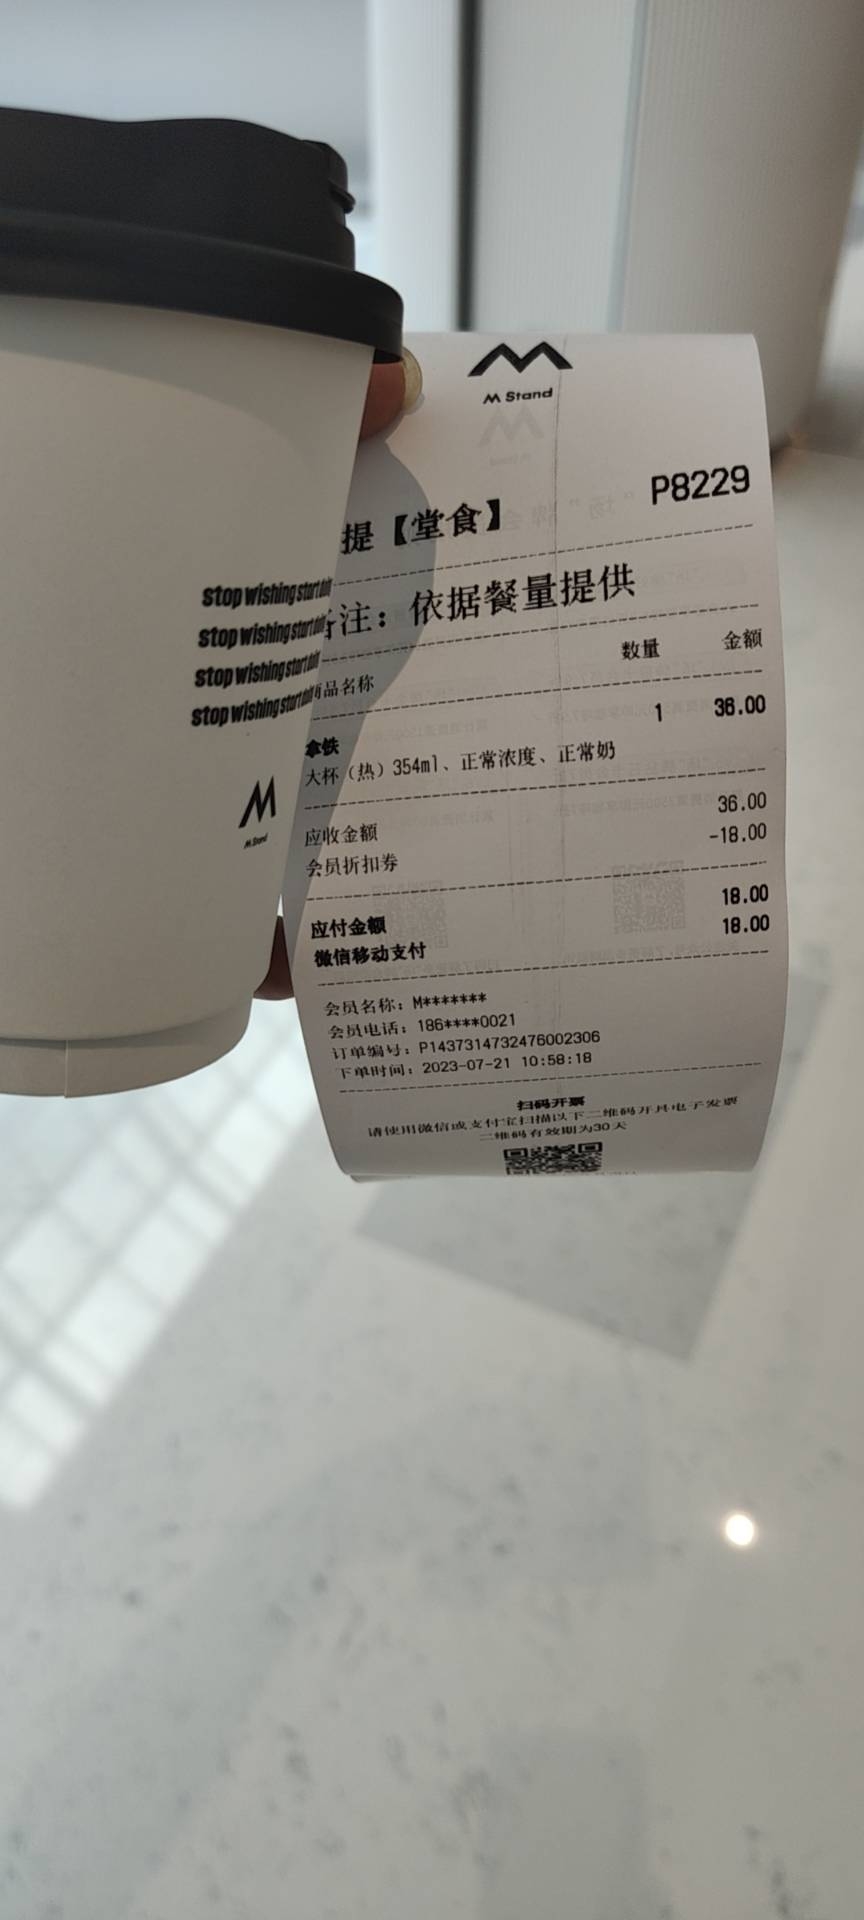 Stop wishing start doin
Stop wishing start doin
Stop wishing start doin
Stop wishing start doin
M Stand
M Stand
提【堂食】 P8229
备注：依据餐量提供
商品名称 数量 金额
拿铁 1 36.00
大杯（热）354ml、正常浓度、正常奶
应收金额 36.00
会员折扣券 -18.00
应付金额 18.00
微信移动支付 18.00
会员名称：M*******
会员电话：186****0021
订单编号：P1437314732476002306
下单时间：2023-07-21 10:58:18
扫码开票
请使用微信或支付宝扫描以下二维码开具电子发票
二维码有效期为30天